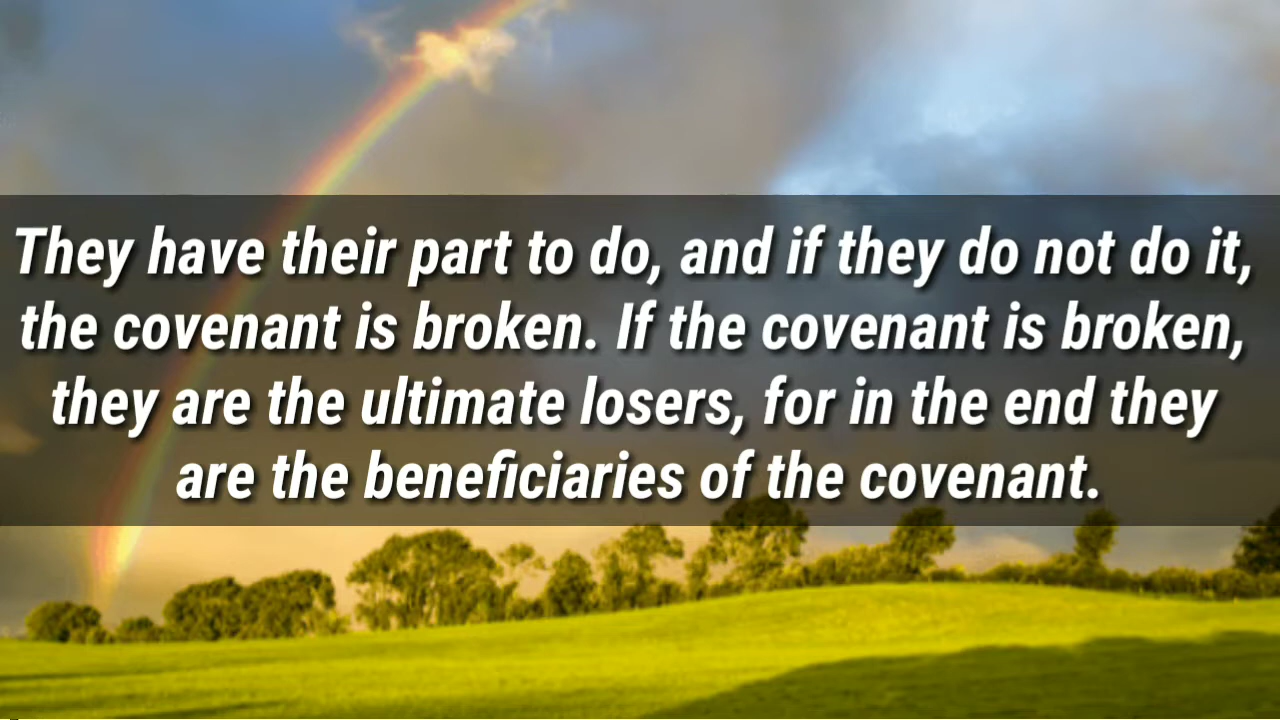 They have their part to do, and if they do not do it,
the covenant is broken. If the covenant is broken,
they are the ultimate losers, for in the end they
are the beneficiaries of the covenant.